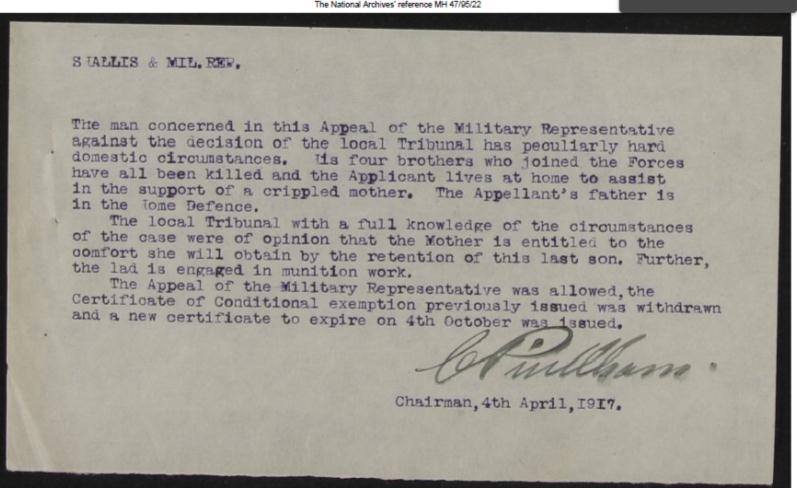 The National Archives' reference MH 47/95/22
S ALLIS & MIL. REP.
The man concerned in this Appeal of the Military Representative
against the decision of the local Tribunal has peculiarly hard
domestic circumstances. His four brothers who joined the Forces
have all been killed and the Applicant lives at home to assist
in the support of a crippled mother. The Appellant's father is
in the Home Defence.
The local Tribunal with a full knowledge of the circumstances
of the case were of opinion that the Mother is entitled to the
comfort she will obtain by the retention of this last son. Further,
the lad is engaged in munition work.
The Appeal of the Military Representative was allowed, the
Certificate of Conditional exemption previously issued was withdrawn
and a new certificate to expire on 4th October was issued.
Chairman, 4th April, 1917.